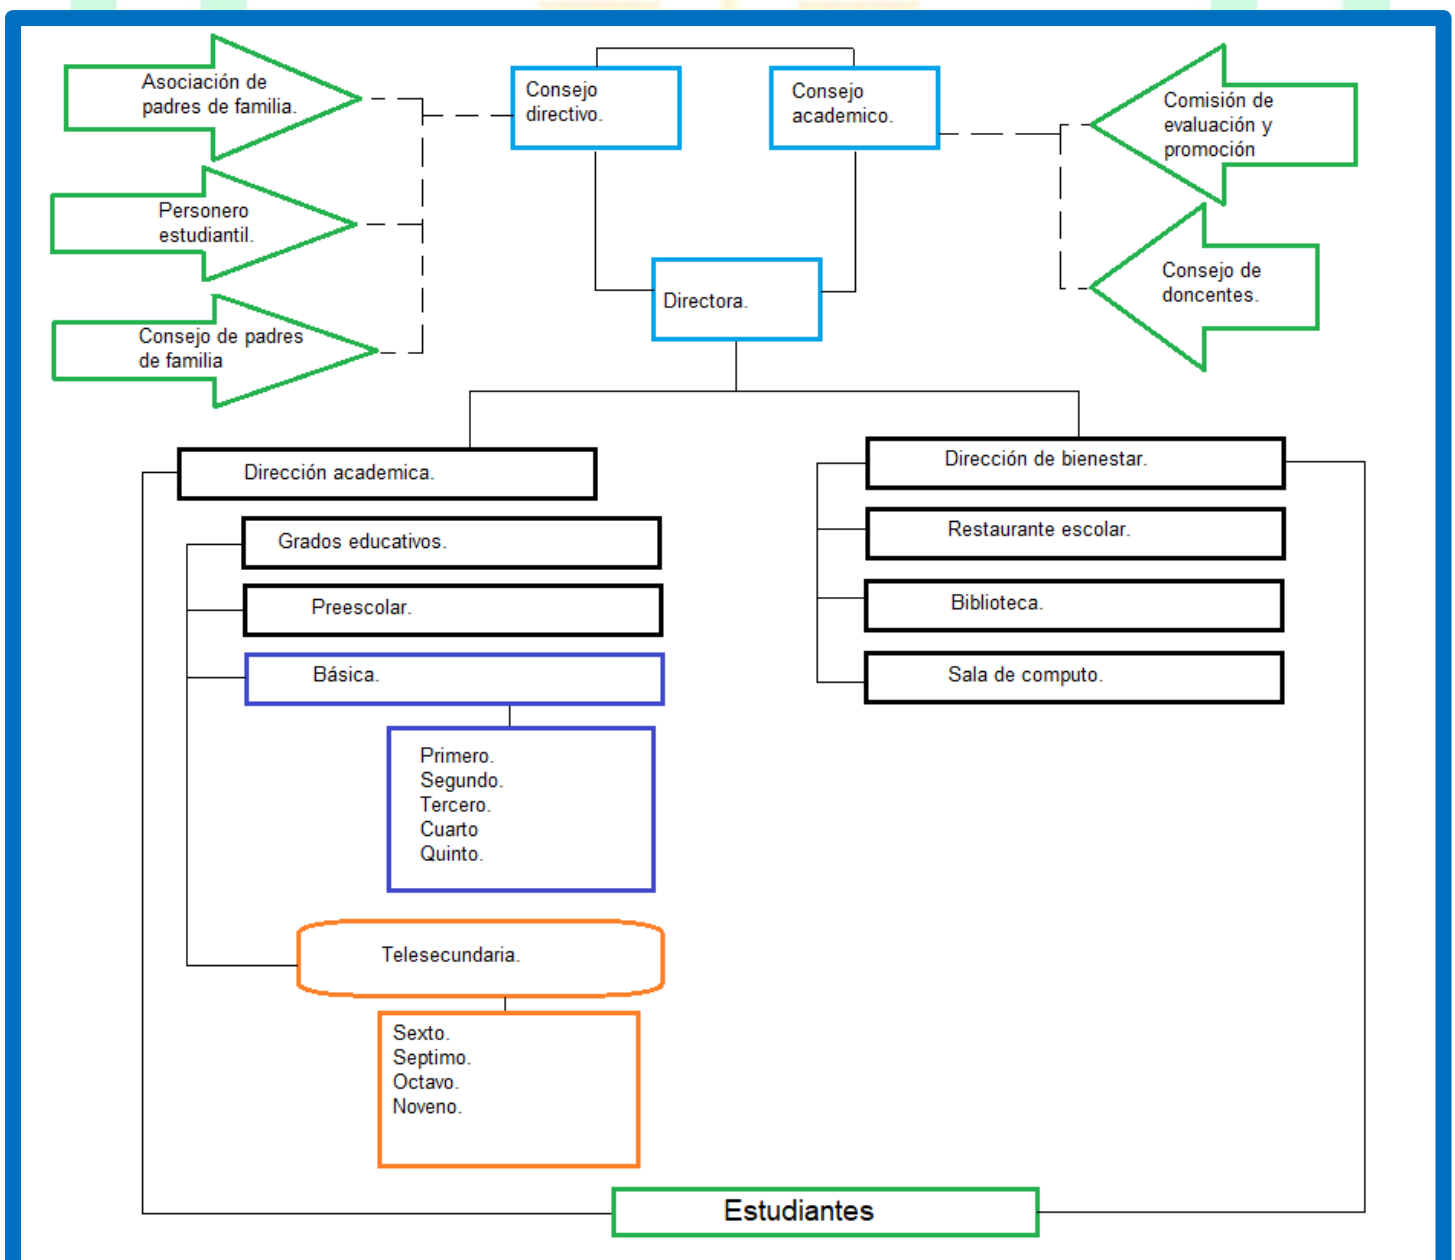 Asociación de
padres de familia.
Consejo
directivo.
Consejo
academico.
Comisión de
evaluación y
promoción
Personero
estudiantil.
Consejo de
doncentes.
Directora.
Consejo de padres
de familia
Dirección academica.
Grados educativos.
Preescolar.
Básica.
Primero.
Segundo.
Tercero.
Cuarto
Quinto.
Telesecundaria.
Sexto.
Septimo.
Octavo.
Noveno.
Dirección de bienestar.
Restaurante escolar.
Biblioteca.
Sala de computo.
Estudiantes